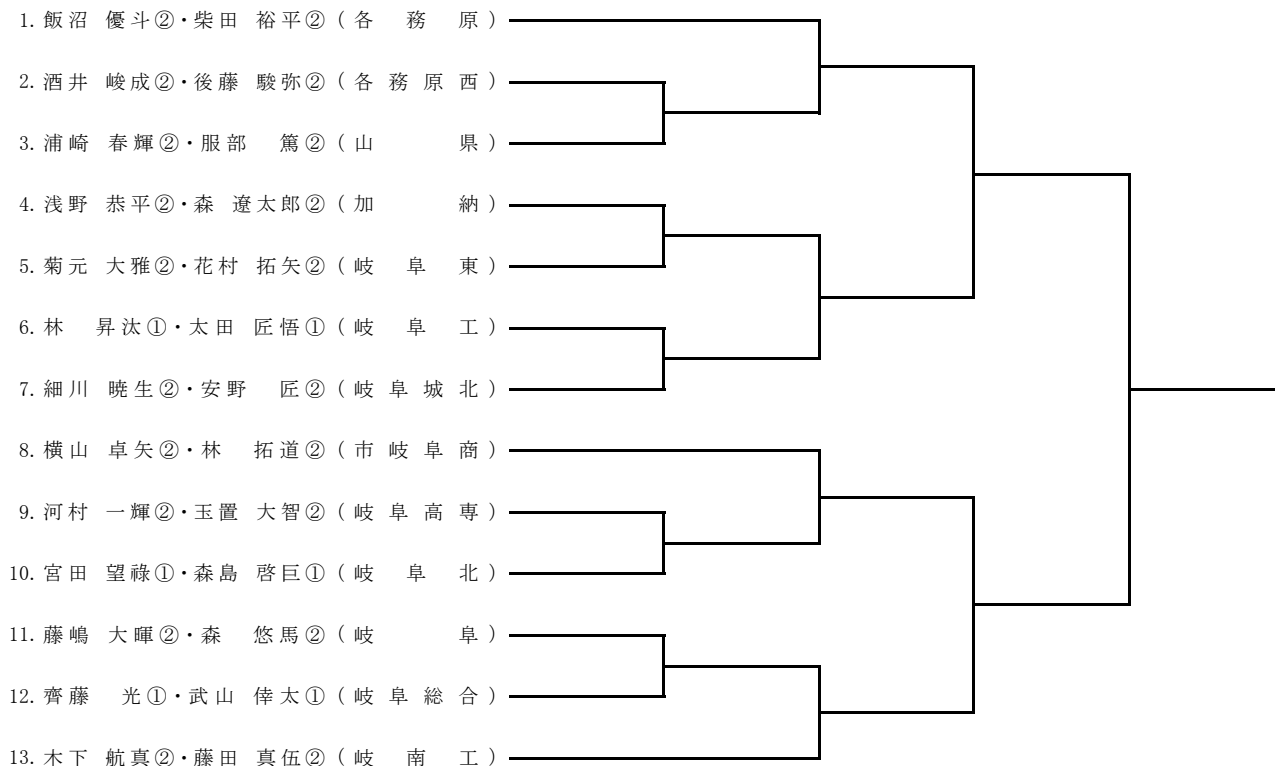 1. 飯沼 優斗②・柴田 裕平② (各務原)
2. 酒井 峻成②・後藤 駿弥② (各務原西)
3. 浦崎 春輝②・服部 篤② (山県)
4. 浅野 恭平②・森 遼太郎② (加納)
5. 菊元 大雅②・花村 拓矢② (岐阜東)
6. 林 昇汰①・太田 匠悟① (岐阜工)
7. 細川 暁生②・安野 匠② (岐阜城北)
8. 横山 卓矢②・林 拓道② (市岐阜商)
9. 河村 一輝②・玉置 大智② (岐阜高専)
10. 宮田 望祿①・森島 啓巨① (岐阜北)
11. 藤嶋 大暉②・森 悠馬② (岐阜)
12. 齊藤 光①・武山 倖太① (岐阜総合)
13. 木下 航真②・藤田 真伍② (岐南工)